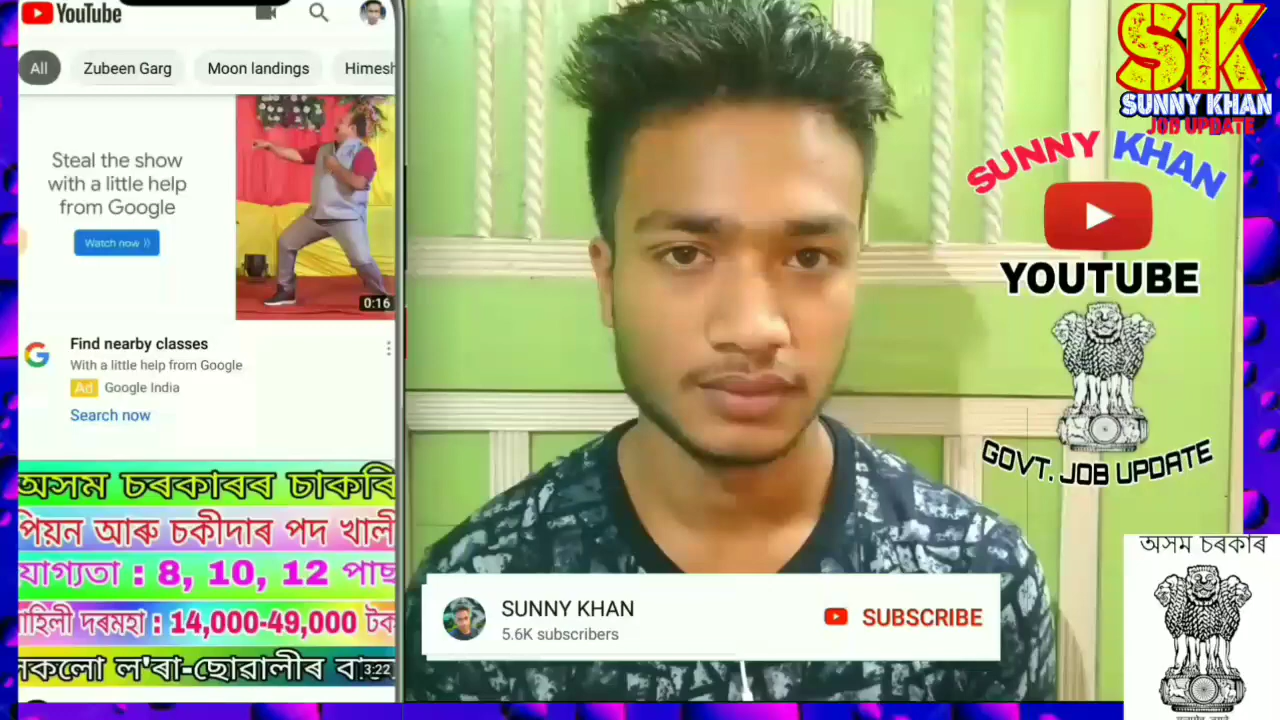 YouTube
All
Zubeen Garg
Moon landings
Himesh
Steal the show
with a little help
from Google
Watch now
0:16
Find nearby classes
With a little help from Google
Ad Google India
Search now
অসম চৰকাৰৰ চাকৰি
পিয়ন আৰু চকীদাৰ পদ খালী
যাগ্যতা : 8, 10, 12 পাছ
াহিলী দৰমহা : 14,000-49,000 টক
সকলো ল'ৰা-ছোৱালীৰ বা
3:22
SUNNY KHAN
5.6K subscribers
SUBSCRIBE
SK
SUNNY KHAN
JOB UPDATE
SUNNY KHAN
YOUTUBE
GOVT. JOB UPDATE
অসম চৰকাৰ